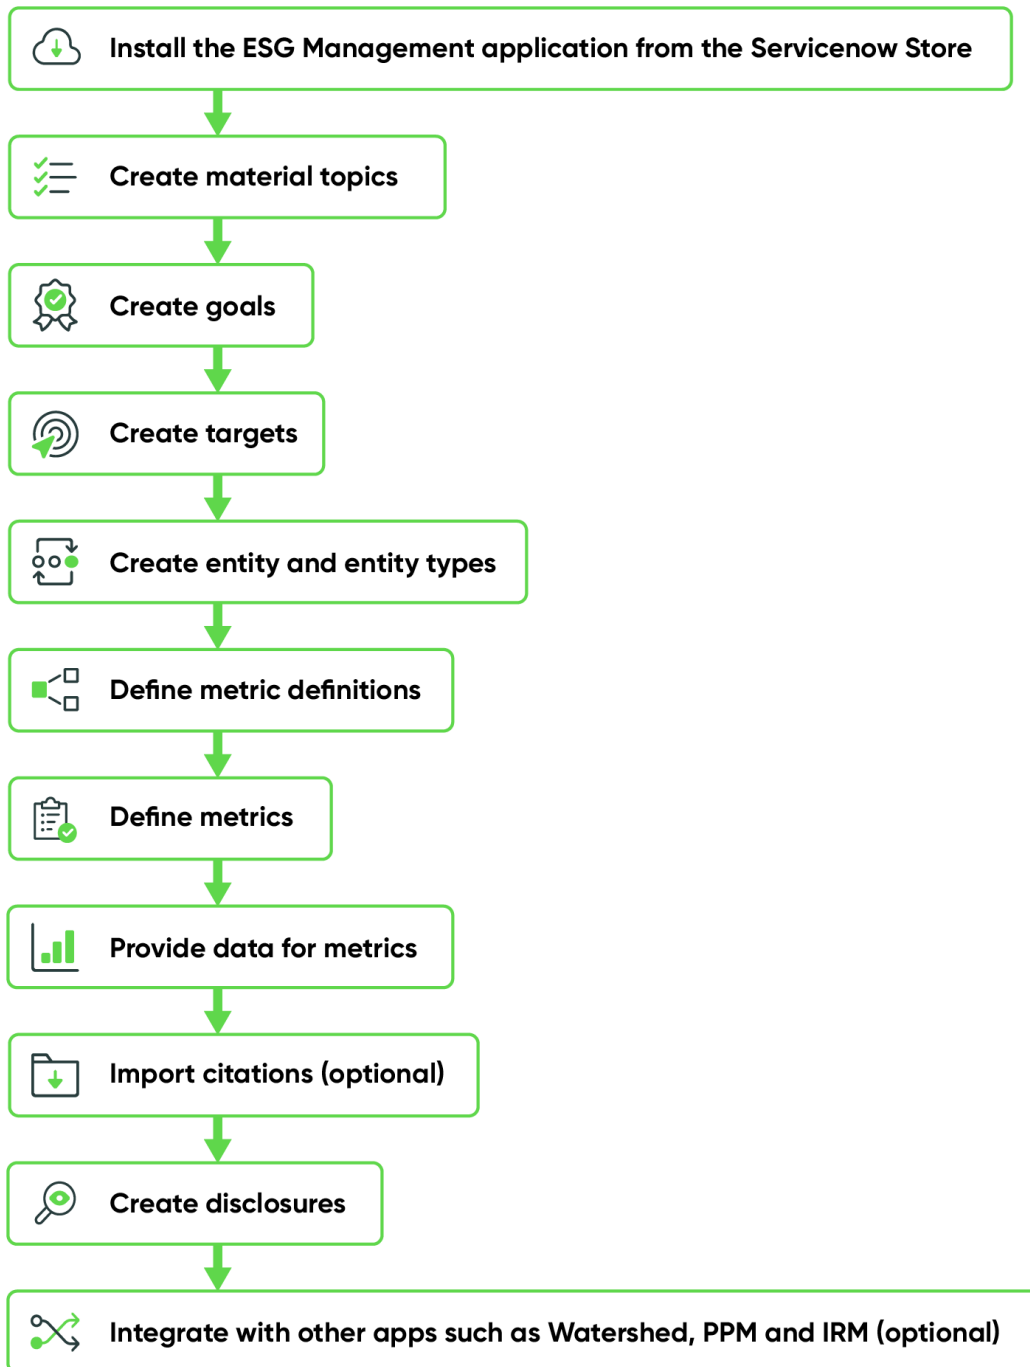 Install the ESG Management application from the Servicenow Store
Create material topics
Create goals
Create targets
Create entity and entity types
Define metric definitions
Define metrics
Provide data for metrics
Import citations (optional)
Create disclosures
Integrate with other apps such as Watershed, PPM and IRM (optional)